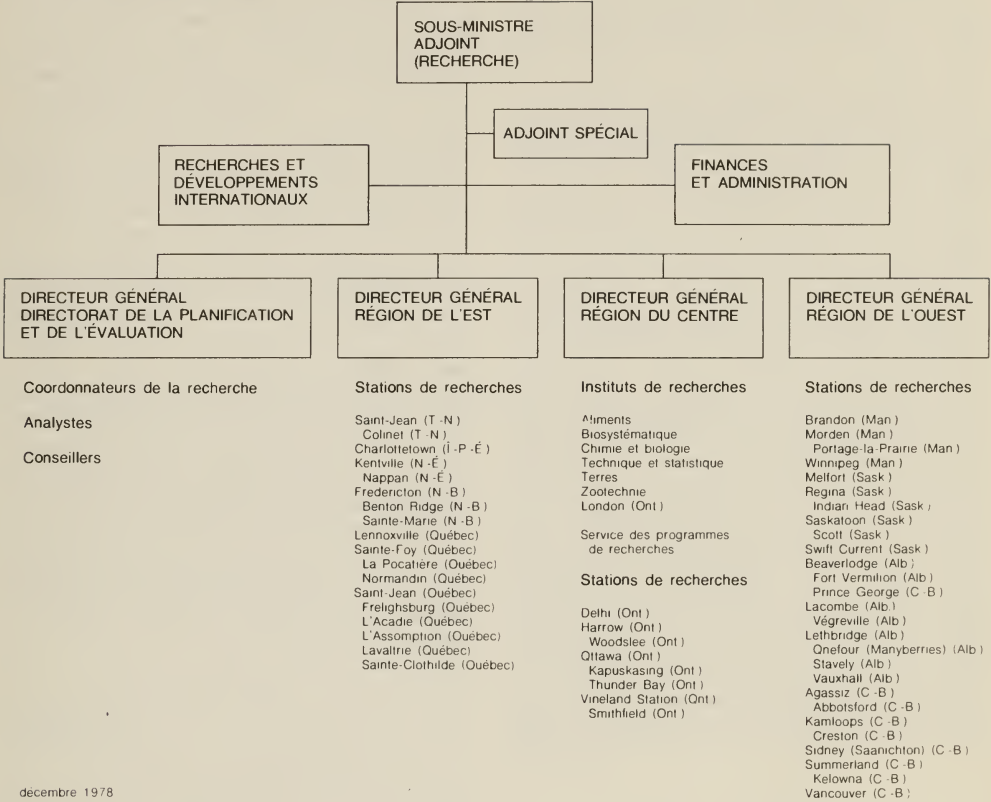 SOUS-MINISTRE
ADJOINT
(RECHERCHE)
ADJOINT SPÉCIAL
RECHERCHES ET
DÉVELOPPEMENTS
INTERNATIONAUX
FINANCES
ET ADMINISTRATION
DIRECTEUR GÉNÉRAL
DIRECTORAT DE LA PLANIFICATION
ET DE L'ÉVALUATION
Coordonnateurs de la recherche
Analystes
Conseillers
DIRECTEUR GÉNÉRAL
RÉGION DE L'EST
Stations de recherches
Saint-Jean (T-N)
Colinet (T-N)
Charlottetown (Î-P-É)
Kentville (N-É)
Nappan (N-É)
Fredericton (N-B)
Benton Ridge (N-B)
Sainte-Marie (N-B)
Lennoxville (Québec)
Sainte-Foy (Québec)
La Pocatière (Québec)
Normandin (Québec)
Saint-Jean (Québec)
Frelighsburg (Québec)
L'Acadie (Québec)
L'Assomption (Québec)
Lavaltrie (Québec)
Sainte-Clothilde (Québec)
DIRECTEUR GÉNÉRAL
RÉGION DU CENTRE
Instituts de recherches
Aliments
Biosystématique
Chimie et biologie
Technique et statistique
Terres
Zootechnie
London (Ont)
Service des programmes
de recherches
Stations de recherches
Delhi (Ont)
Harrow (Ont)
Woodslee (Ont)
Ottawa (Ont)
Kapuskasing (Ont)
Thunder Bay (Ont)
Vineland Station (Ont)
Smithfield (Ont)
DIRECTEUR GÉNÉRAL
RÉGION DE L'OUEST
Stations de recherches
Brandon (Man)
Morden (Man)
Portage-la-Prairie (Man)
Winnipeg (Man)
Melfort (Sask)
Regina (Sask)
Indian Head (Sask)
Saskatoon (Sask)
Scott (Sask)
Swift Current (Sask)
Beaverlodge (Alb)
Fort Vermilion (Alb)
Prince George (C-B)
Lacombe (Alb.)
Végreville (Alb)
Lethbridge (Alb)
Onefour (Manyberries) (Alb)
Stavely (Alb)
Vauxhall (Alb)
Agassiz (C-B)
Abbotsford (C-B)
Kamloops (C-B)
Creston (C-B)
Sidney (Saanichton) (C-B)
Summerland (C-B)
Kelowna (C-B)
Vancouver (C-B)
décembre 1978